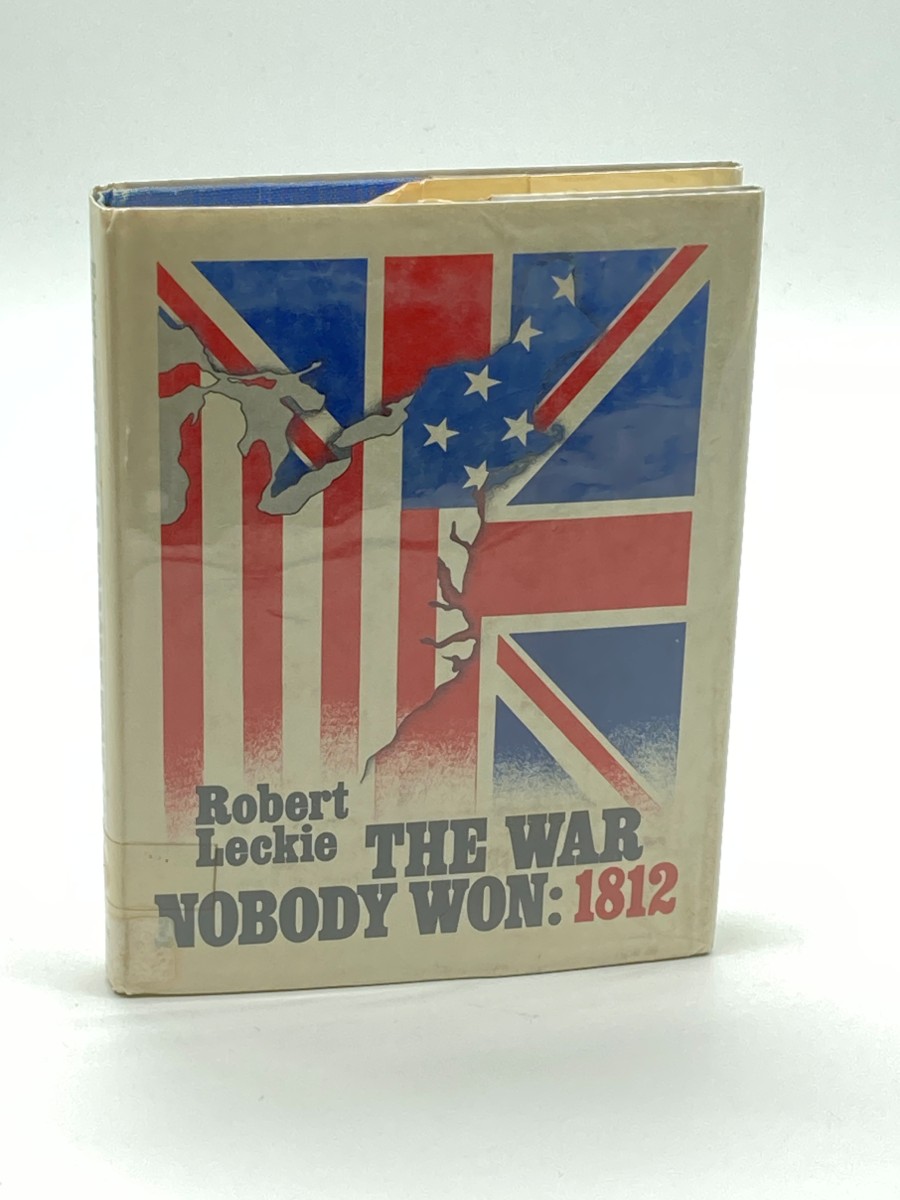 Robert
Leckie THE WAR
NOBODY WON: 1812